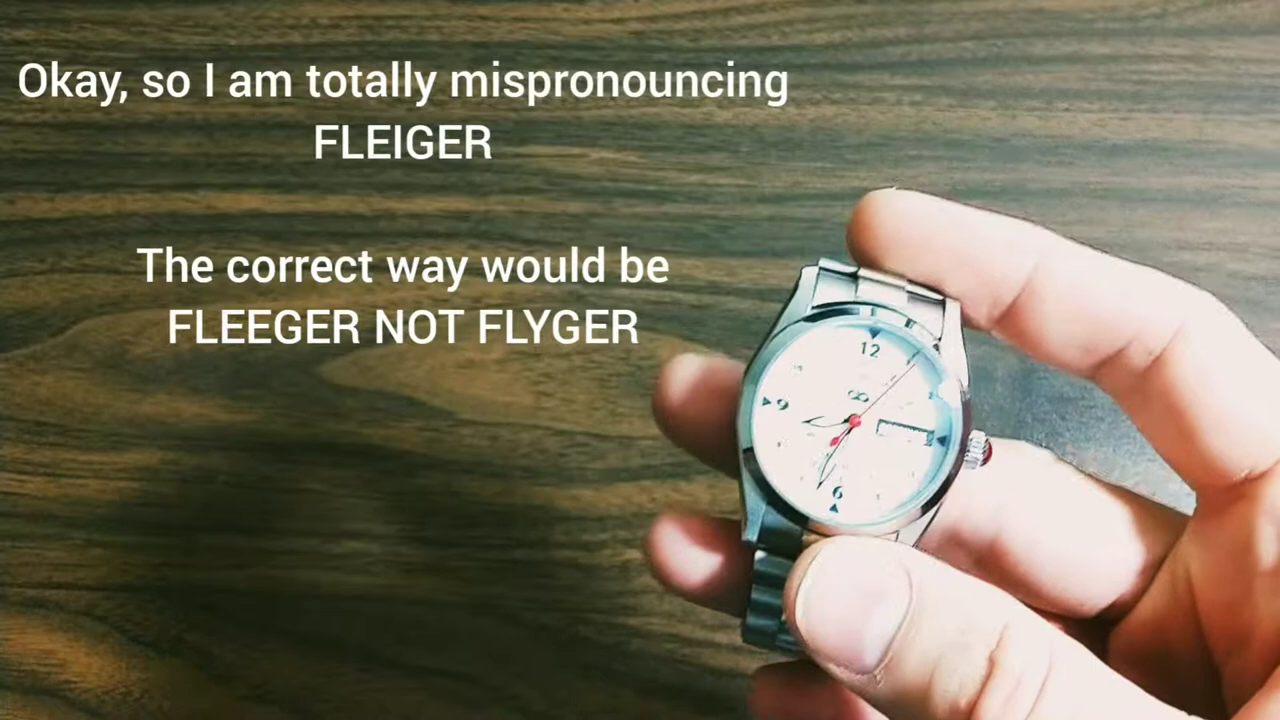 Okay, so I am totally mispronouncing
FLEIGER
The correct way would be
FLEEGER NOT FLYGER
12
9
6